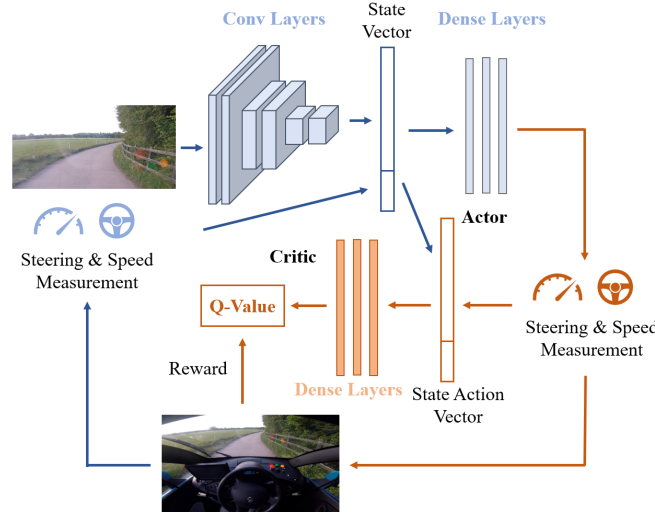 Conv Layers
State
Vector
Dense Layers
Steering & Speed
Measurement
Critic
Actor
Q-Value
Steering & Speed
Measurement
Reward
Dense Layers
State Action
Vector